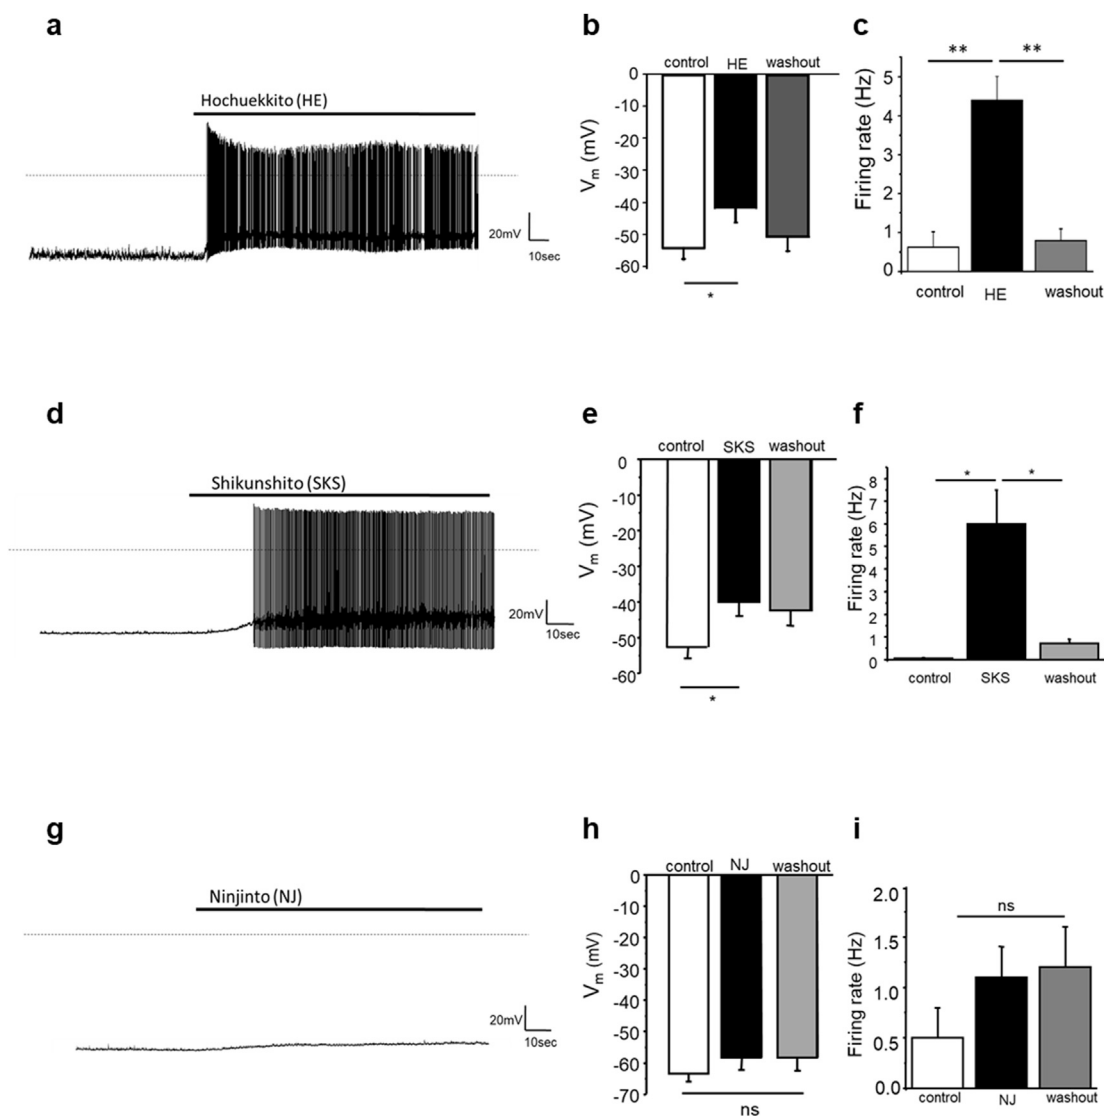 a
Hochuekkito (HE)
20mV
10sec
b
control HE washout
0
-10
-20
-30
-40
-50
-60
Vm (mV)
*
c
** **
5
4
3
2
1
0
Firing rate (Hz)
control HE washout
d
Shikunshito (SKS)
20mV
10sec
e
control SKS washout
0
-10
-20
-30
-40
-50
-60
Vm (mV)
*
f
* *
8
7
6
5
4
3
2
1
0
Firing rate (Hz)
control SKS washout
g
Ninjinto (NJ)
20mV
10sec
h
control NJ washout
0
-10
-20
-30
-40
-50
-60
-70
Vm (mV)
ns
i
ns
2.0
1.5
1.0
0.5
0.0
Firing rate (Hz)
control NJ washout